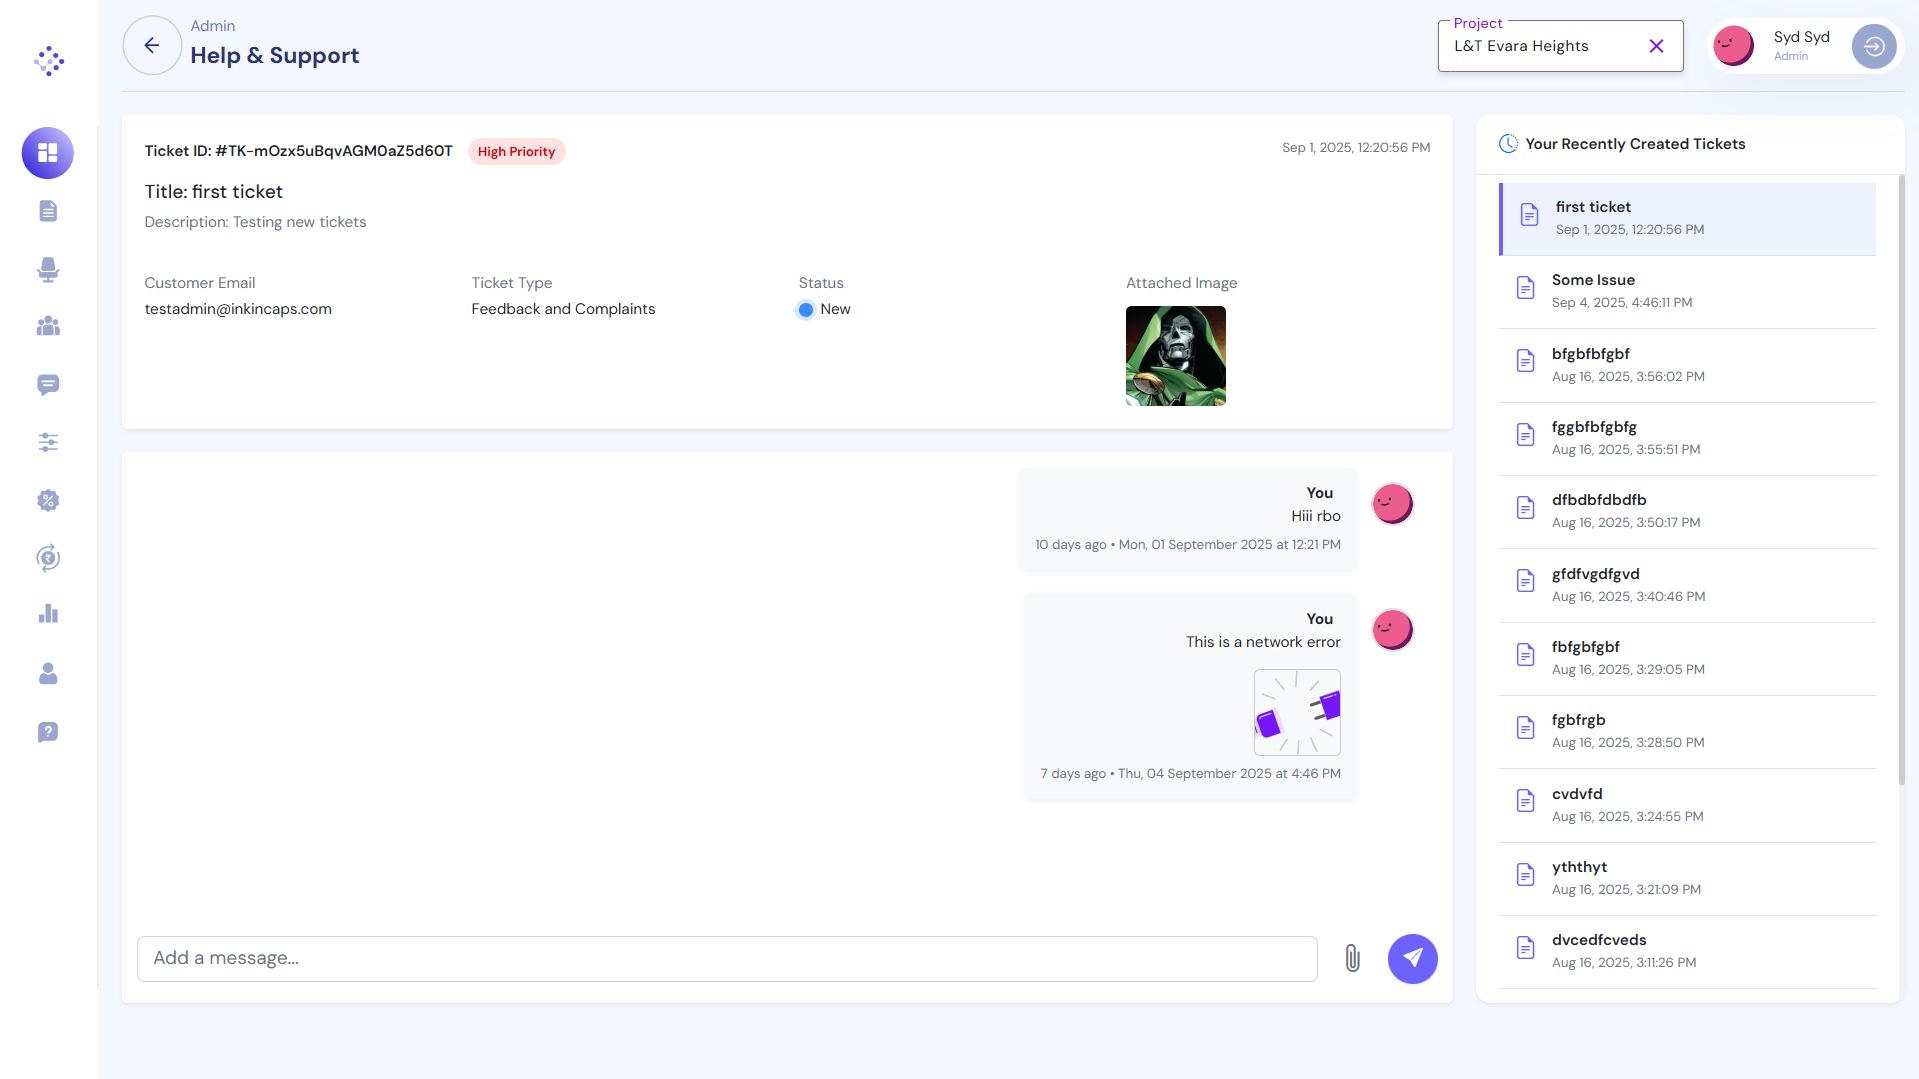 Admin
Help & Support
Project
L&T Evara Heights
Syd Syd
Admin
Ticket ID: #TK-mOzx5uBqvAGM0aZ5d60T
High Priority
Sep 1, 2025, 12:20:56 PM
Title: first ticket
Description: Testing new tickets
Customer Email
testadmin@inkincaps.com
Ticket Type
Feedback and Complaints
Status
New
Attached Image
You
Hiii rbo
10 days ago • Mon, 01 September 2025 at 12:21 PM
You
This is a network error
7 days ago • Thu, 04 September 2025 at 4:46 PM
Add a message...
Your Recently Created Tickets
first ticket
Sep 1, 2025, 12:20:56 PM
Some Issue
Sep 4, 2025, 4:46:11 PM
bfgbfbfgbf
Aug 16, 2025, 3:56:02 PM
fggbfbfgbfg
Aug 16, 2025, 3:55:51 PM
dfbdbfdbdfb
Aug 16, 2025, 3:50:17 PM
gfdfvgdfgvd
Aug 16, 2025, 3:40:46 PM
fbfgbfgbf
Aug 16, 2025, 3:29:05 PM
fgbfrgb
Aug 16, 2025, 3:28:50 PM
cvdvfd
Aug 16, 2025, 3:24:55 PM
yththyt
Aug 16, 2025, 3:21:09 PM
dvcedfcveds
Aug 16, 2025, 3:11:26 PM